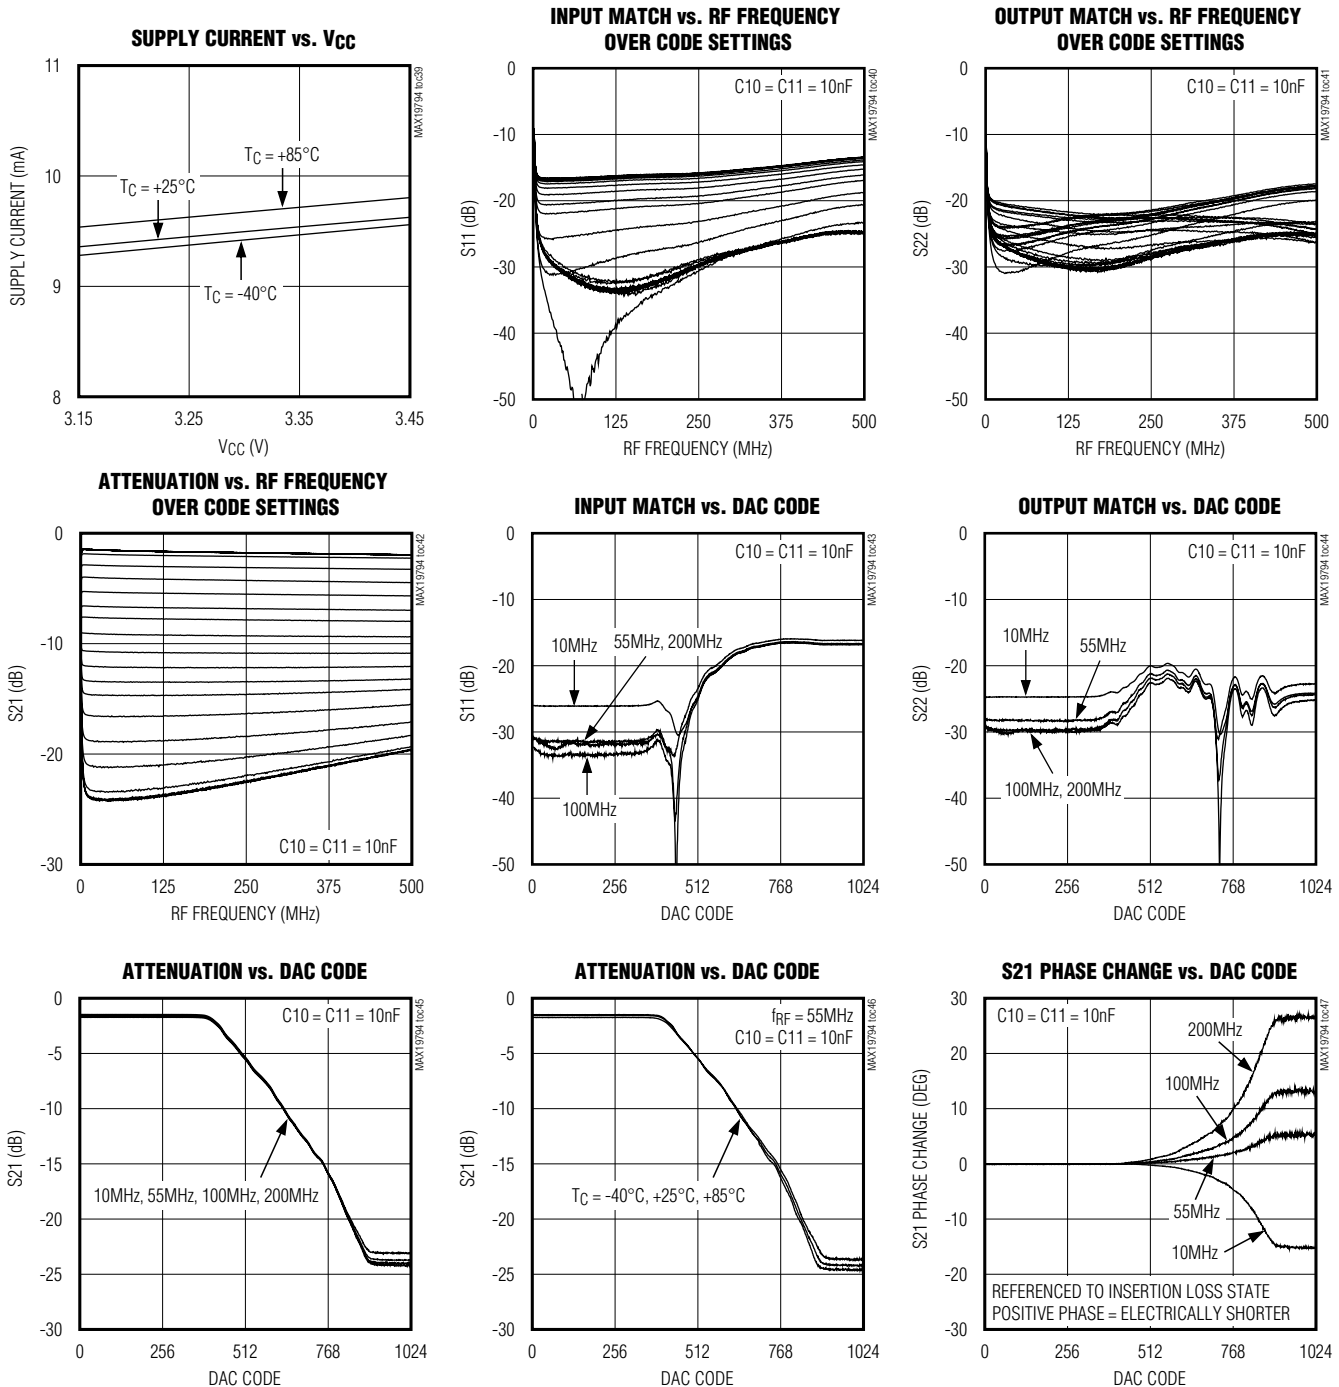 SUPPLY CURRENT vs. VCC
MAX19794 toc39
SUPPLY CURRENT (mA)
11
10
9
8
TC = +85°C
TC = +25°C
TC = -40°C
3.15 3.25 3.35 3.45
VCC (V)
INPUT MATCH vs. RF FREQUENCY
OVER CODE SETTINGS
MAX19794 toc40
C10 = C11 = 10nF
S11 (dB)
0
-10
-20
-30
-40
-50
0 125 250 375 500
RF FREQUENCY (MHz)
OUTPUT MATCH vs. RF FREQUENCY
OVER CODE SETTINGS
MAX19794 toc41
C10 = C11 = 10nF
S22 (dB)
0
-10
-20
-30
-40
-50
0 125 250 375 500
RF FREQUENCY (MHz)
ATTENUATION vs. RF FREQUENCY
OVER CODE SETTINGS
MAX19794 toc42
S21 (dB)
0
-10
-20
-30
C10 = C11 = 10nF
0 125 250 375 500
RF FREQUENCY (MHz)
INPUT MATCH vs. DAC CODE
MAX19794 toc43
C10 = C11 = 10nF
S11 (dB)
0
-10
-20
-30
-40
-50
10MHz
55MHz, 200MHz
100MHz
0 256 512 768 1024
DAC CODE
OUTPUT MATCH vs. DAC CODE
MAX19794 toc44
C10 = C11 = 10nF
S22 (dB)
0
-10
-20
-30
-40
-50
10MHz
55MHz
100MHz, 200MHz
0 256 512 768 1024
DAC CODE
ATTENUATION vs. DAC CODE
MAX19794 toc45
C10 = C11 = 10nF
S21 (dB)
0
-5
-10
-15
-20
-25
-30
10MHz, 55MHz, 100MHz, 200MHz
0 256 512 768 1024
DAC CODE
ATTENUATION vs. DAC CODE
MAX19794 toc46
fRF = 55MHz
C10 = C11 = 10nF
S21 (dB)
0
-5
-10
-15
-20
-25
-30
TC = -40°C, +25°C, +85°C
0 256 512 768 1024
DAC CODE
S21 PHASE CHANGE vs. DAC CODE
MAX19794 toc47
C10 = C11 = 10nF
S21 PHASE CHANGE (DEG)
30
20
10
0
-10
-20
-30
200MHz
100MHz
55MHz
10MHz
REFERENCED TO INSERTION LOSS STATE
POSITIVE PHASE = ELECTRICALLY SHORTER
0 256 512 768 1024
DAC CODE